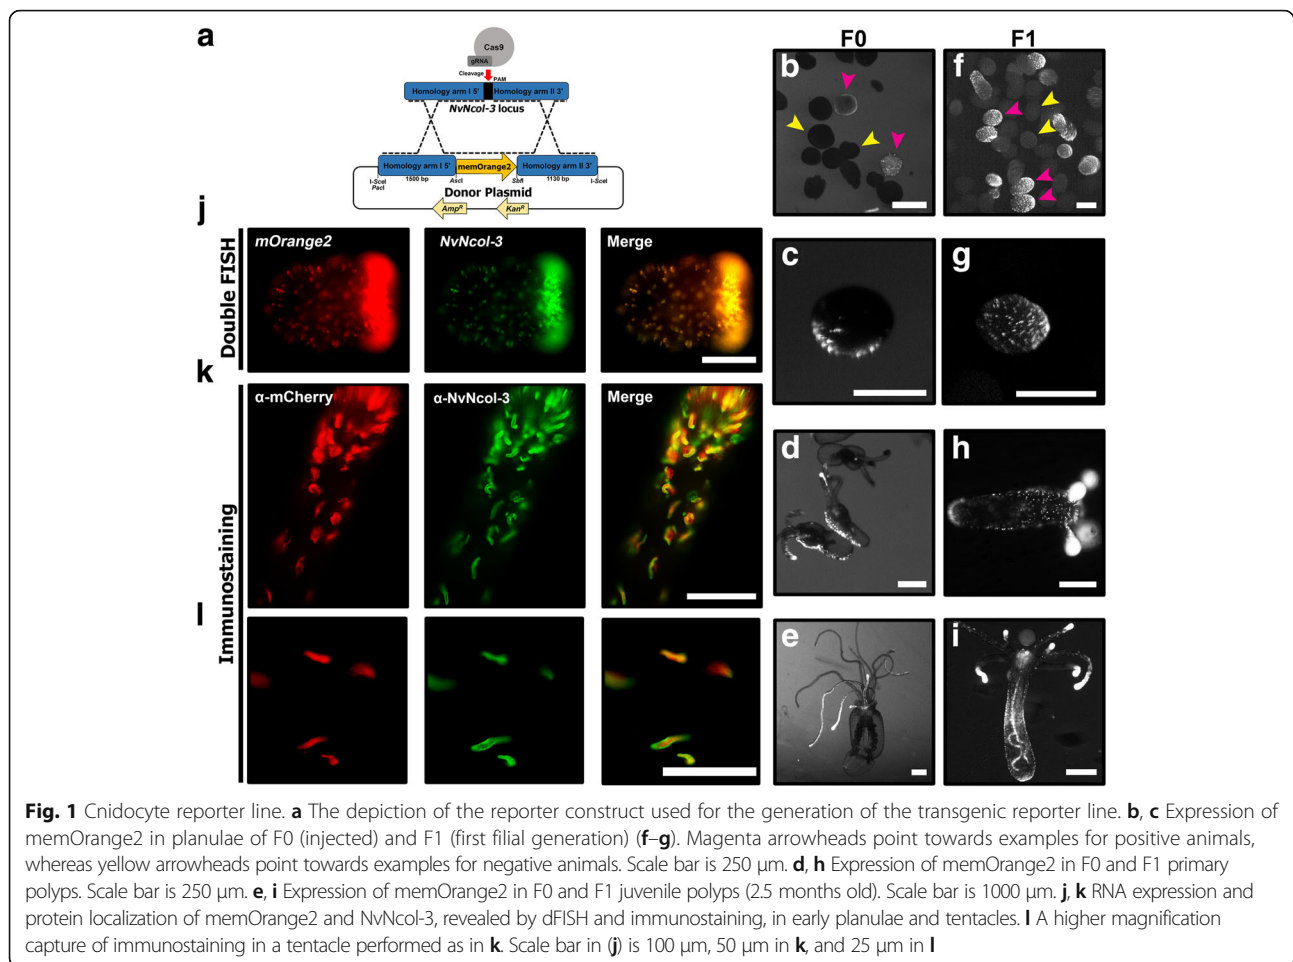 a
Cas9
gRNA
Cleavage
PAM
Homology arm I 5'
Homology arm II 3'
NvNcol-3 locus
Homology arm I 5'
memOrange2
Homology arm II 3'
I-SceI
PacI
1500 bp
AscI
SbfI
1130 bp
I-SceI
Donor Plasmid
AmpR
KanR
F0
F1
b
f
j
Double FISH
mOrange2
NvNcol-3
Merge
c
g
k
Immunostaining
α-mCherry
α-NvNcol-3
Merge
d
h
l
e
i
Fig. 1 Cnidocyte reporter line. a The depiction of the reporter construct used for the generation of the transgenic reporter line. b, c Expression of
memOrange2 in planulae of F0 (injected) and F1 (first filial generation) (f–g). Magenta arrowheads point towards examples for positive animals,
whereas yellow arrowheads point towards examples for negative animals. Scale bar is 250 μm. d, h Expression of memOrange2 in F0 and F1 primary
polyps. Scale bar is 250 μm. e, i Expression of memOrange2 in F0 and F1 juvenile polyps (2.5 months old). Scale bar is 1000 μm. j, k RNA expression and
protein localization of memOrange2 and NvNcol-3, revealed by dFISH and immunostaining, in early planulae and tentacles. l A higher magnification
capture of immunostaining in a tentacle performed as in k. Scale bar in (j) is 100 μm, 50 μm in k, and 25 μm in l